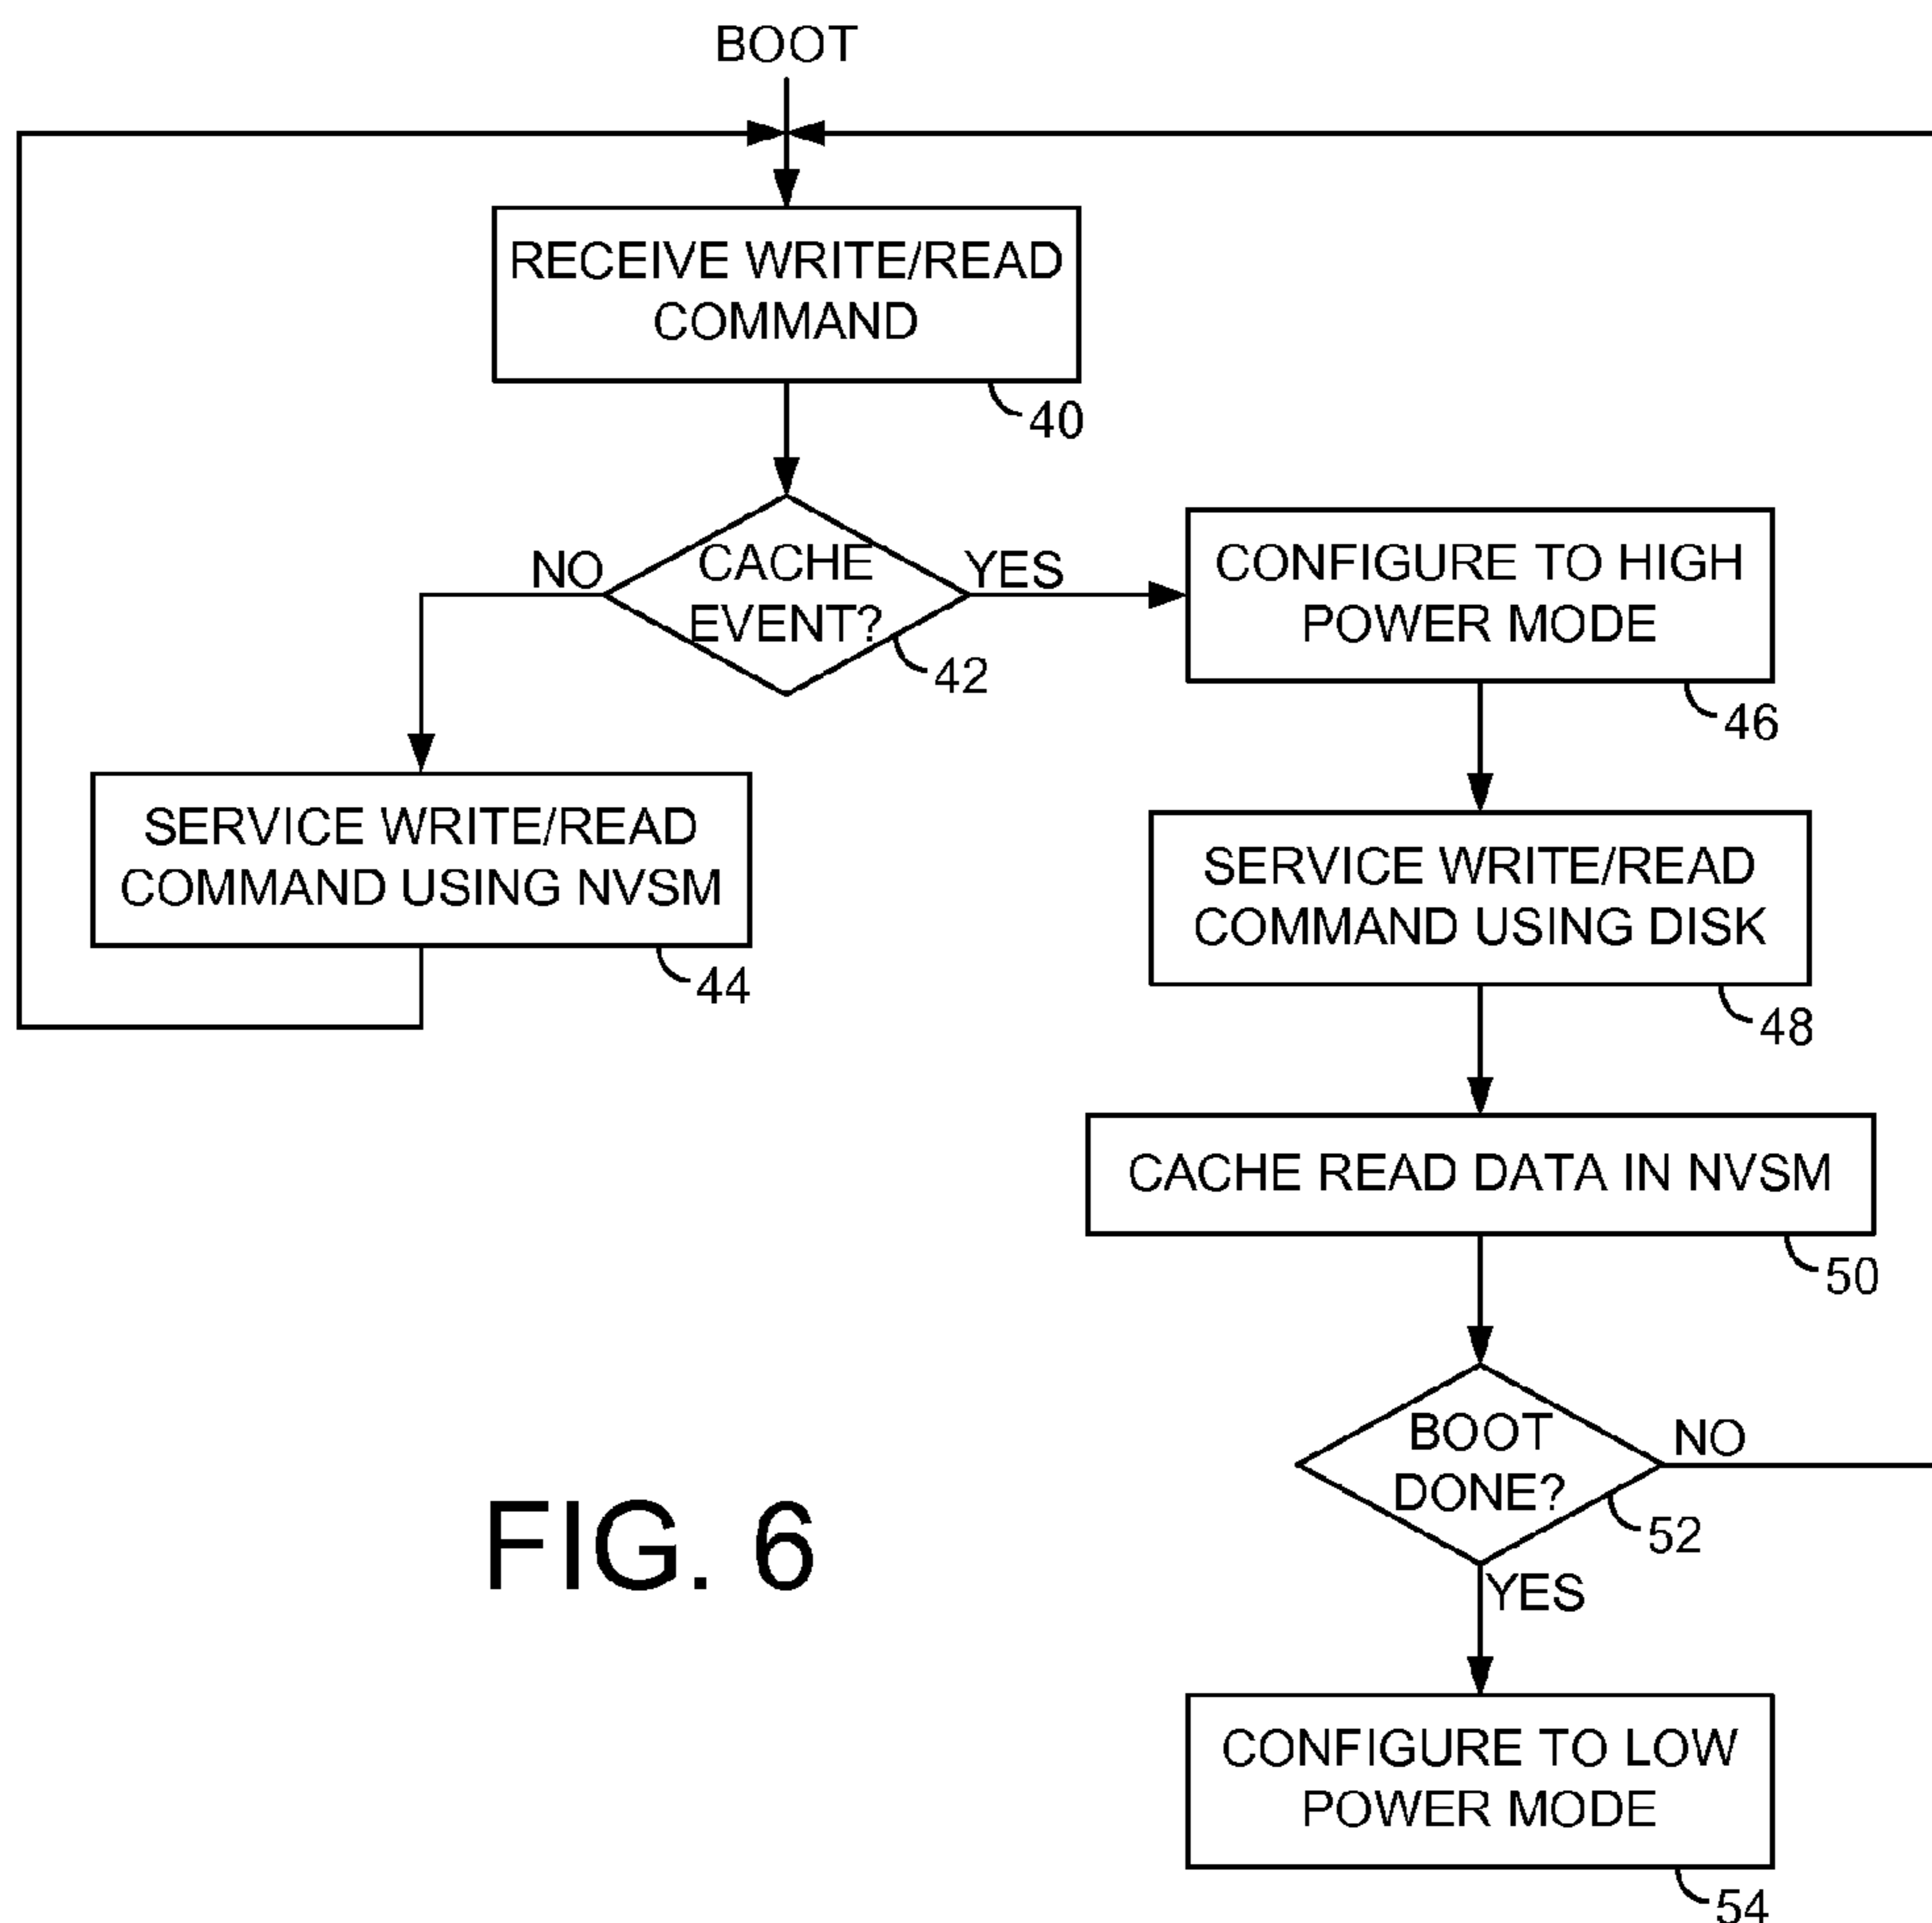 BOOT
RECEIVE WRITE/READ
COMMAND
40
CACHE
EVENT?
NO
YES
42
CONFIGURE TO HIGH
POWER MODE
46
SERVICE WRITE/READ
COMMAND USING NVSM
44
SERVICE WRITE/READ
COMMAND USING DISK
48
CACHE READ DATA IN NVSM
50
BOOT
DONE?
NO
52
YES
CONFIGURE TO LOW
POWER MODE
54
FIG. 6